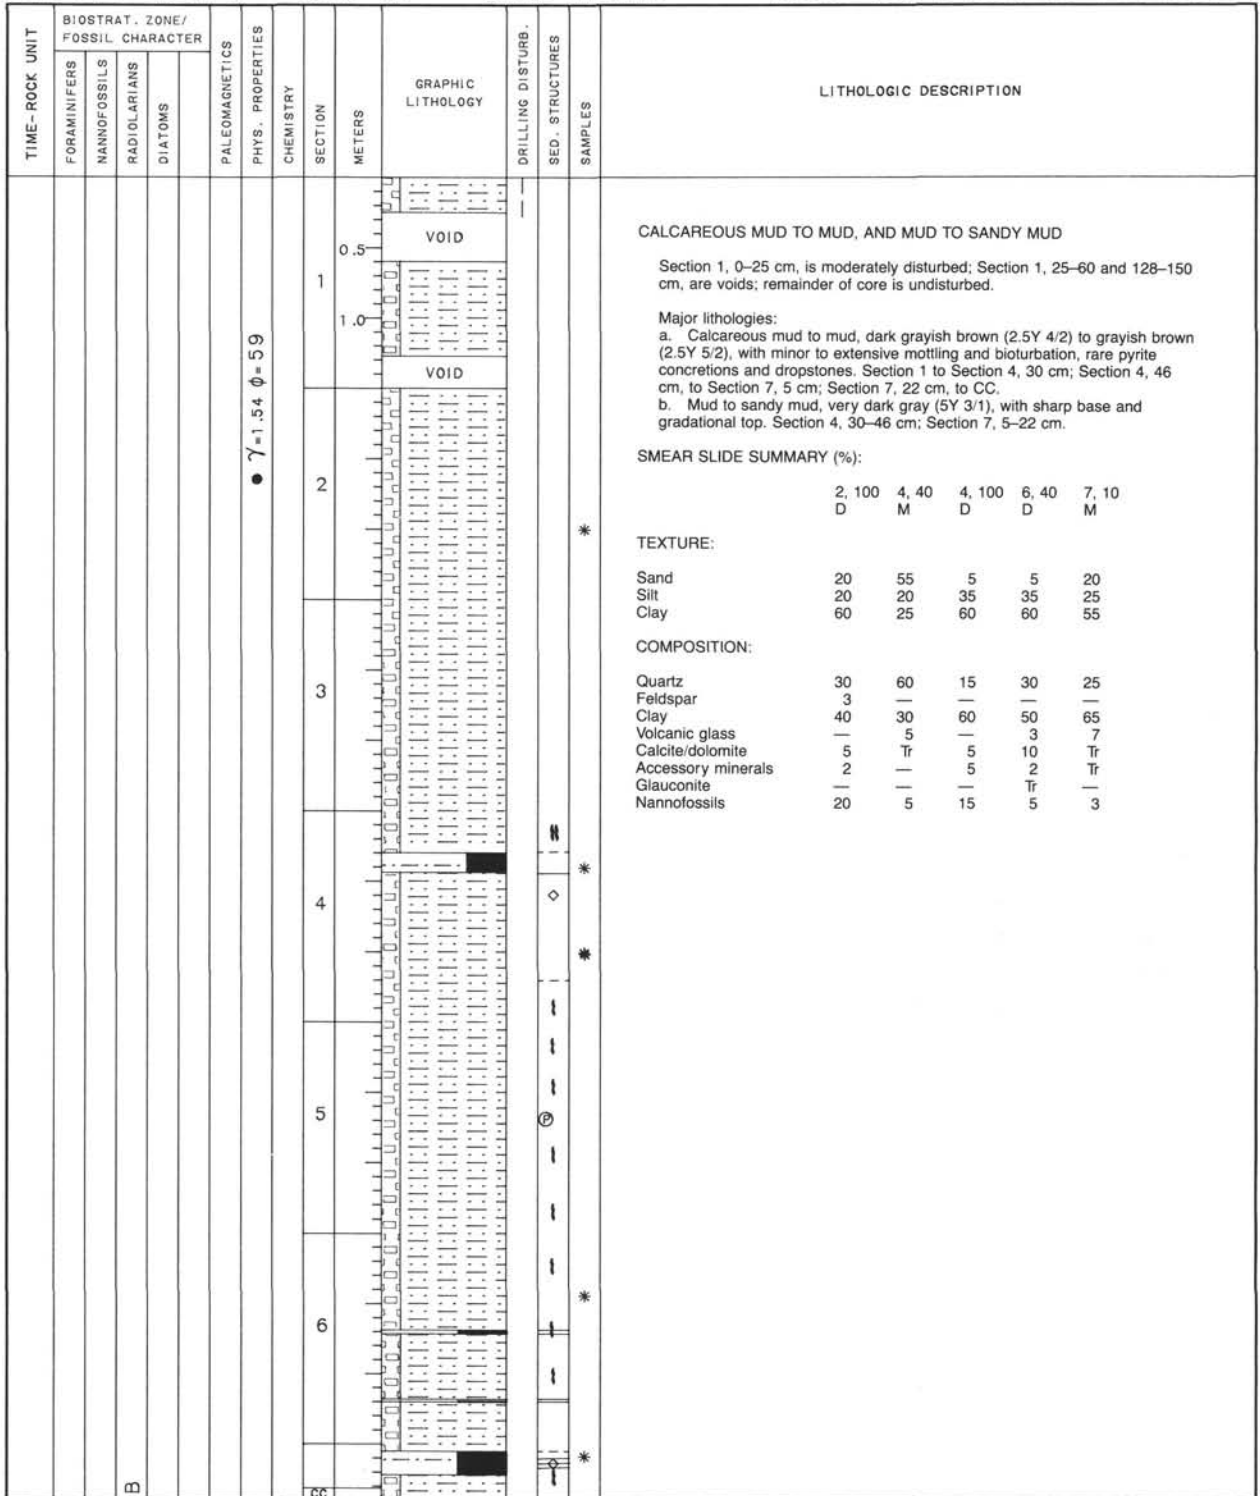 TIME-ROCK UNIT
BIOSTRAT. ZONE/
FOSSIL CHARACTER
FORAMINIFERS
NANNOFOSSILS
RADIOLARIANS
DIATOMS
PALEOMAGNETICS
PHYS. PROPERTIES
CHEMISTRY
SECTION
METERS
GRAPHIC
LITHOLOGY
DRILLING DISTURB.
SED. STRUCTURES
SAMPLES
LITHOLOGIC DESCRIPTION
B
● γ=1.54 φ=59
1
2
3
4
5
6
CC
0.5
1.0
VOID
VOID
P
CALCAREOUS MUD TO MUD, AND MUD TO SANDY MUD
Section 1, 0–25 cm, is moderately disturbed; Section 1, 25–60 and 128–150
cm, are voids; remainder of core is undisturbed.
Major lithologies:
a. Calcareous mud to mud, dark grayish brown (2.5Y 4/2) to grayish brown
(2.5Y 5/2), with minor to extensive mottling and bioturbation, rare pyrite
concretions and dropstones. Section 1 to Section 4, 30 cm; Section 4, 46
cm, to Section 7, 5 cm; Section 7, 22 cm, to CC.
b. Mud to sandy mud, very dark gray (5Y 3/1), with sharp base and
gradational top. Section 4, 30–46 cm; Section 7, 5–22 cm.
SMEAR SLIDE SUMMARY (%):
2, 100 4, 40 4, 100 6, 40 7, 10
D M D D M
TEXTURE:
Sand 20 55 5 5 20
Silt 20 20 35 35 25
Clay 60 25 60 60 55
COMPOSITION:
Quartz 30 60 15 30 25
Feldspar 3 — — — —
Clay 40 30 60 50 65
Volcanic glass — 5 — 3 7
Calcite/dolomite 5 Tr 5 10 Tr
Accessory minerals 2 — 5 2 Tr
Glauconite — — — Tr —
Nannofossils 20 5 15 5 3